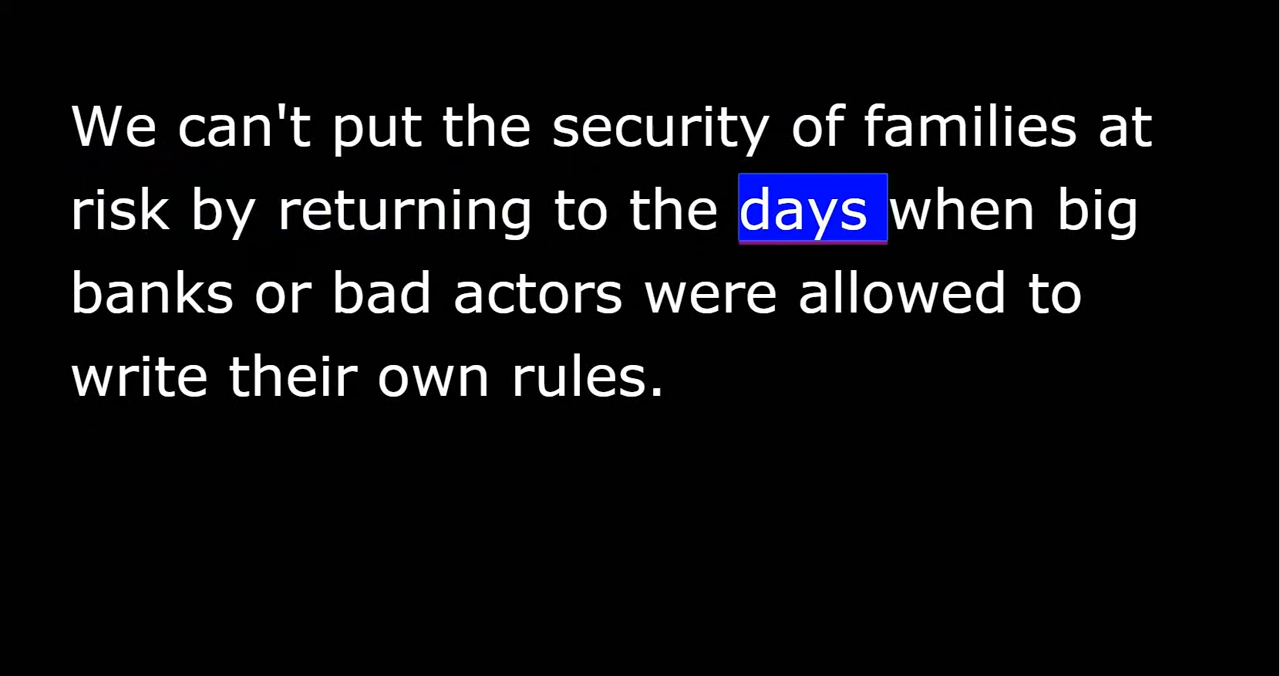 We can't put the security of families at
risk by returning to the days when big
banks or bad actors were allowed to
write their own rules.